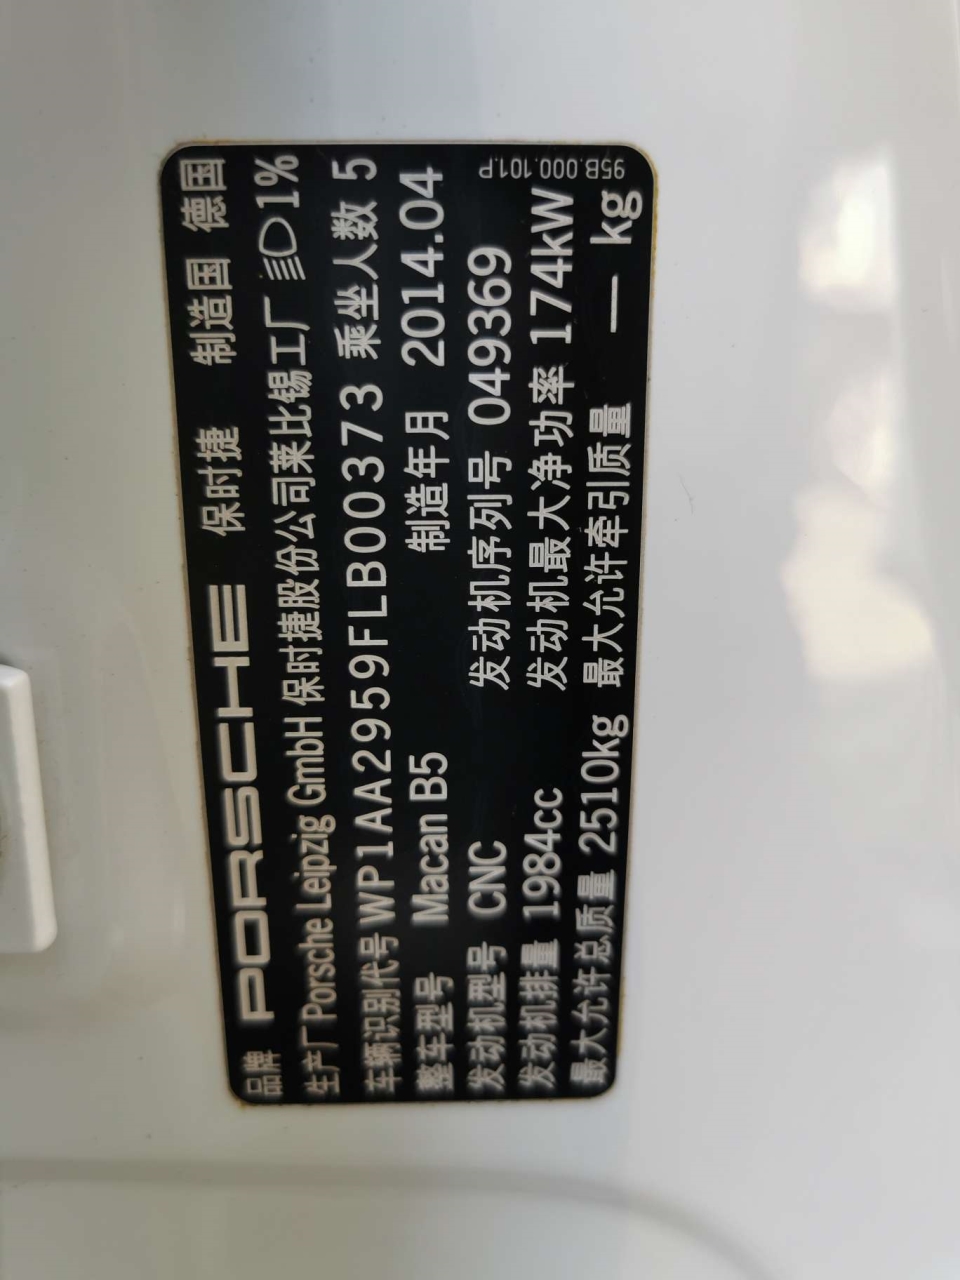 品牌 PORSCHE 保时捷 制造国 德国
生产厂 Porsche Leipzig GmbH 保时捷股份公司莱比锡工厂 1%
车辆识别代号 WP1AA2959FLB00373 乘坐人数 5
整车型号 Macan B5 制造年月 2014.04
发动机型号 CNC 发动机序列号 049369
发动机排量 1984cc 发动机最大净功率 174kW
最大允许总质量 2510kg 最大允许牵引质量 — kg
95B.000.101.P